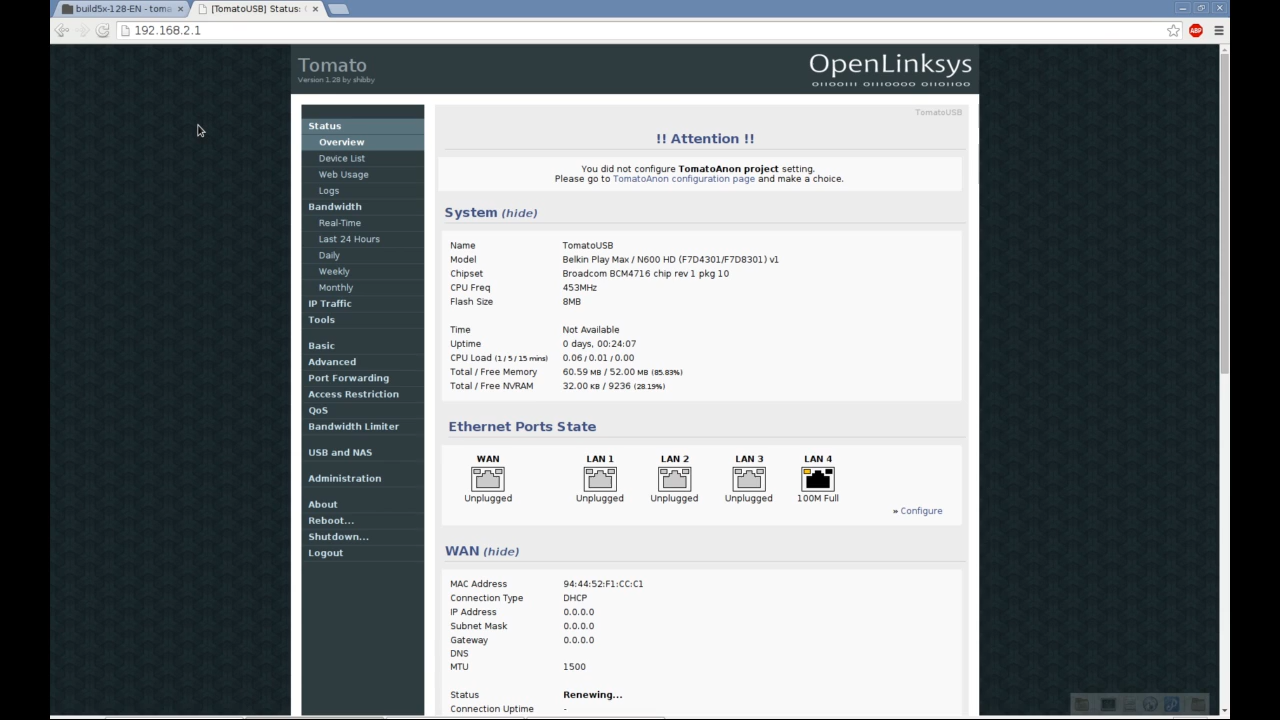 build5x-128-EN - toma
[TomatoUSB] Status:
192.168.2.1
ABP
Tomato
Version 1.28 by shibby
OpenLinksys
01100111 01110000 01101100
TomatoUSB
Status
Overview
Device List
Web Usage
Logs
Bandwidth
Real-Time
Last 24 Hours
Daily
Weekly
Monthly
IP Traffic
Tools
Basic
Advanced
Port Forwarding
Access Restriction
QoS
Bandwidth Limiter
USB and NAS
Administration
About
Reboot...
Shutdown...
Logout
!! Attention !!
You did not configure TomatoAnon project setting.
Please go to TomatoAnon configuration page and make a choice.
System (hide)
Name TomatoUSB
Model Belkin Play Max / N600 HD (F7D4301/F7D8301) v1
Chipset Broadcom BCM4716 chip rev 1 pkg 10
CPU Freq 453MHz
Flash Size 8MB
Time Not Available
Uptime 0 days, 00:24:07
CPU Load (1 / 5 / 15 mins) 0.06 / 0.01 / 0.00
Total / Free Memory 60.59 MB / 52.00 MB (85.83%)
Total / Free NVRAM 32.00 KB / 9236 (28.19%)
Ethernet Ports State
WAN LAN 1 LAN 2 LAN 3 LAN 4
Unplugged Unplugged Unplugged Unplugged 100M Full
» Configure
WAN (hide)
MAC Address 94:44:52:F1:CC:C1
Connection Type DHCP
IP Address 0.0.0.0
Subnet Mask 0.0.0.0
Gateway 0.0.0.0
DNS
MTU 1500
Status Renewing...
Connection Uptime -